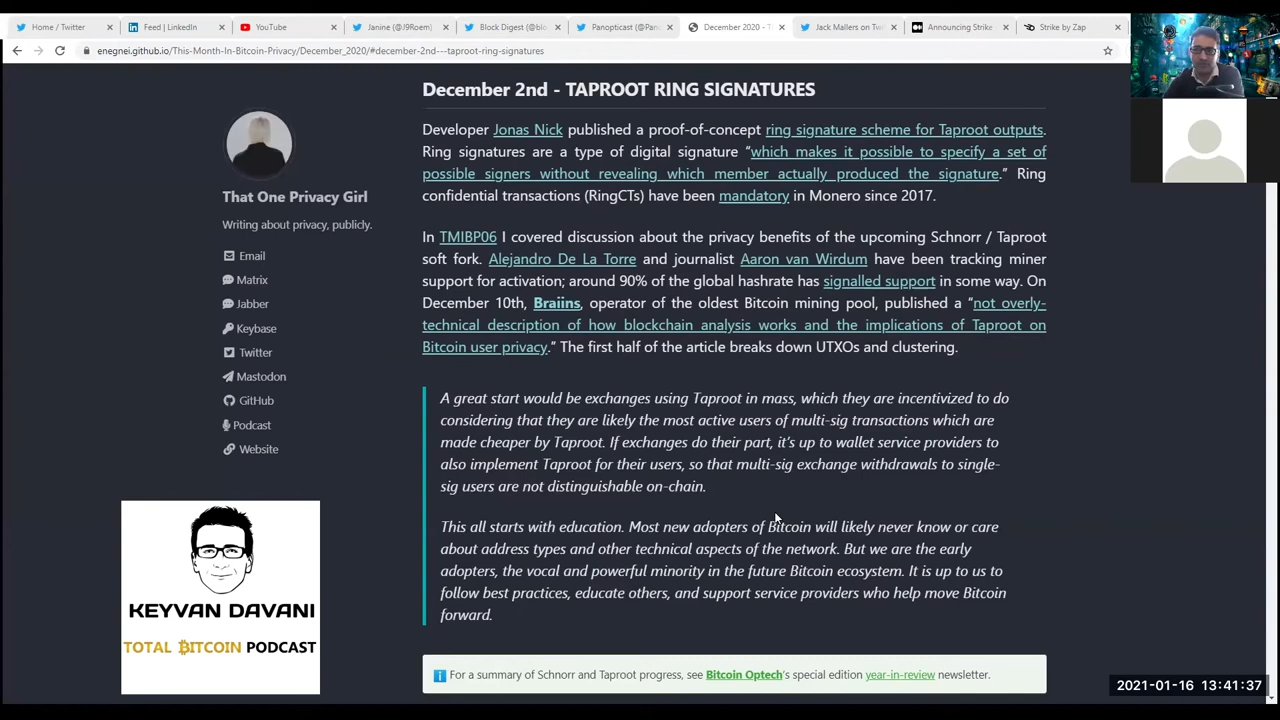 Home / Twitter
Feed | LinkedIn
YouTube
Janine (@J9Roem)
Block Digest (@blo
Panopticast (@Pan
December 2020 - T
Jack Mallers on Twi
Announcing Strike
Strike by Zap
enegnei.github.io/This-Month-In-Bitcoin-Privacy/December_2020/#december-2nd---taproot-ring-signatures
That One Privacy Girl
Writing about privacy, publicly.
Email
Matrix
Jabber
Keybase
Twitter
Mastodon
GitHub
Podcast
Website
KEYVAN DAVANI
TOTAL BITCOIN PODCAST
December 2nd - TAPROOT RING SIGNATURES
Developer Jonas Nick published a proof-of-concept ring signature scheme for Taproot outputs.
Ring signatures are a type of digital signature “which makes it possible to specify a set of
possible signers without revealing which member actually produced the signature.” Ring
confidential transactions (RingCTs) have been mandatory in Monero since 2017.
In TMIBP06 I covered discussion about the privacy benefits of the upcoming Schnorr / Taproot
soft fork. Alejandro De La Torre and journalist Aaron van Wirdum have been tracking miner
support for activation; around 90% of the global hashrate has signalled support in some way. On
December 10th, Braiins, operator of the oldest Bitcoin mining pool, published a “not overly-
technical description of how blockchain analysis works and the implications of Taproot on
Bitcoin user privacy.” The first half of the article breaks down UTXOs and clustering.
A great start would be exchanges using Taproot in mass, which they are incentivized to do
considering that they are likely the most active users of multi-sig transactions which are
made cheaper by Taproot. If exchanges do their part, it’s up to wallet service providers to
also implement Taproot for their users, so that multi-sig exchange withdrawals to single-
sig users are not distinguishable on-chain.
This all starts with education. Most new adopters of Bitcoin will likely never know or care
about address types and other technical aspects of the network. But we are the early
adopters, the vocal and powerful minority in the future Bitcoin ecosystem. It is up to us to
follow best practices, educate others, and support service providers who help move Bitcoin
forward.
For a summary of Schnorr and Taproot progress, see Bitcoin Optech’s special edition year-in-review newsletter.
2021-01-16 13:41:37